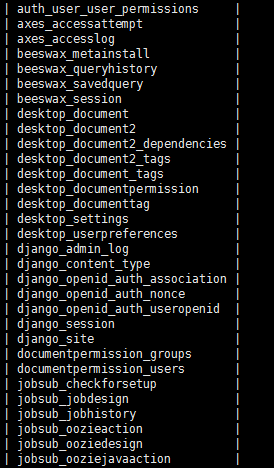 | auth_user_user_permissions |
| axes_accessattempt |
| axes_accesslog |
| beeswax_metainstall |
| beeswax_queryhistory |
| beeswax_savedquery |
| beeswax_session |
| desktop_document |
| desktop_document2 |
| desktop_document2_dependencies |
| desktop_document2_tags |
| desktop_document_tags |
| desktop_documentpermission |
| desktop_documenttag |
| desktop_settings |
| desktop_userpreferences |
| django_admin_log |
| django_content_type |
| django_openid_auth_association |
| django_openid_auth_nonce |
| django_openid_auth_useropenid |
| django_session |
| django_site |
| documentpermission_groups |
| documentpermission_users |
| jobsub_checkforsetup |
| jobsub_jobdesign |
| jobsub_jobhistory |
| jobsub_oozieaction |
| jobsub_ooziedesign |
| jobsub_ooziejavaaction |